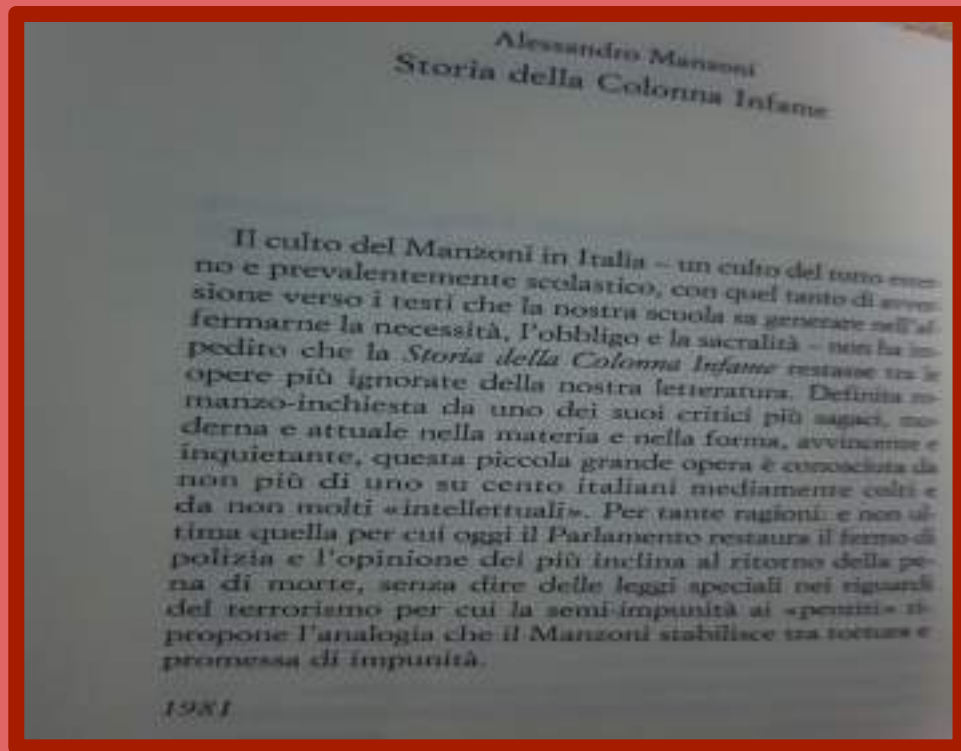 Alessandro Manzoni
Storia della Colonna Infame
Il culto del Manzoni in Italia – un culto del tutto ester-
no e prevalentemente scolastico, con quel tanto di avver-
sione verso i testi che la nostra scuola sa generare nell'af-
fermarne la necessità, l'obbligo e la sacralità – non ha im-
pedito che la Storia della Colonna Infame restasse tra le
opere più ignorate della nostra letteratura. Definita ro-
manzo-inchiesta da uno dei suoi critici più sagaci, mo-
derna e attuale nella materia e nella forma, avvincente e
inquietante, questa piccola grande opera è conosciuta da
non più di uno su cento italiani mediamente colti e
da non molti «intellettuali». Per tante ragioni: e non ul-
tima quella per cui oggi il Parlamento restaura il fermo di
polizia e l'opinione dei più inclina al ritorno della pe-
na di morte, senza dire delle leggi speciali nei riguardi
del terrorismo per cui la semi-impunità ai «pentiti» ri-
propone l'analogia che il Manzoni stabilisce tra tortura e
promessa di impunità.
1981